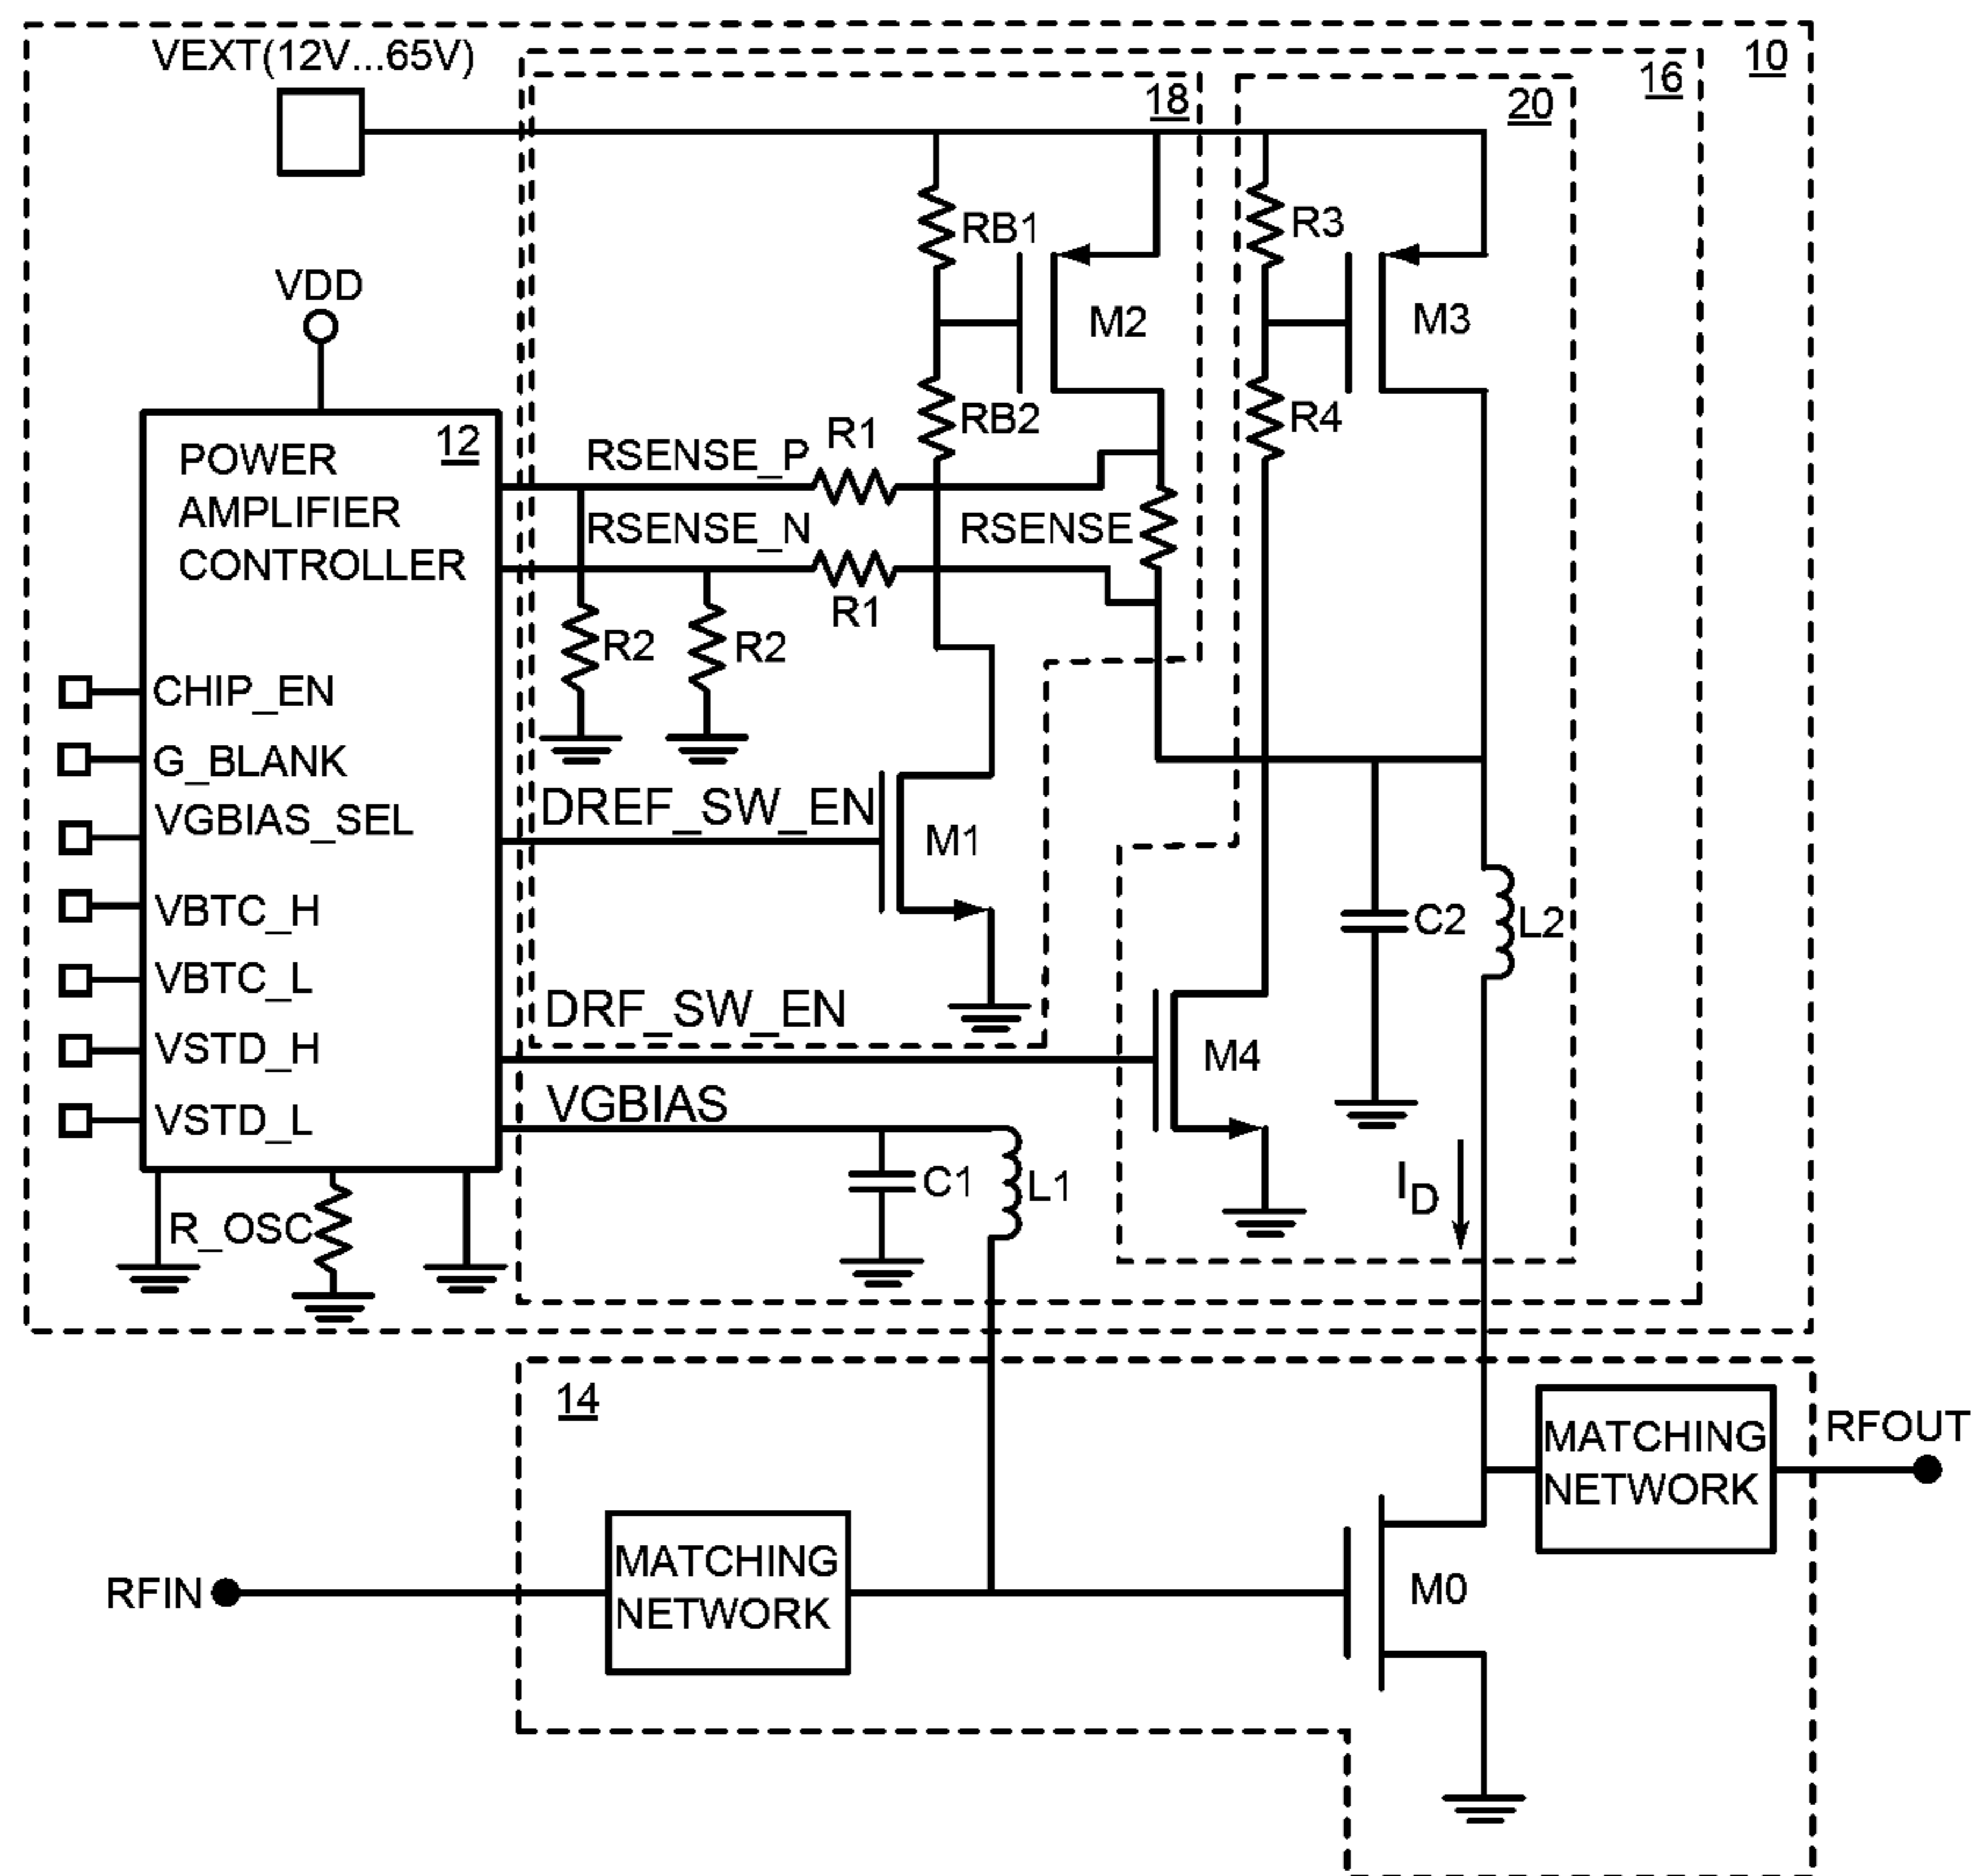 VEXT(12V...65V)
10
16
18
20
RB1
R3
M2
M3
VDD
RB2
R4
12
POWER
AMPLIFIER
CONTROLLER
RSENSE_P
R1
RSENSE_N
RSENSE
R1
R2
R2
CHIP_EN
G_BLANK
VGBIAS_SEL
VBTC_H
VBTC_L
VSTD_H
VSTD_L
DREF_SW_EN
M1
C2
L2
DRF_SW_EN
M4
VGBIAS
C1
L1
ID
R_OSC
14
MATCHING
NETWORK
RFOUT
RFIN
MATCHING
NETWORK
M0